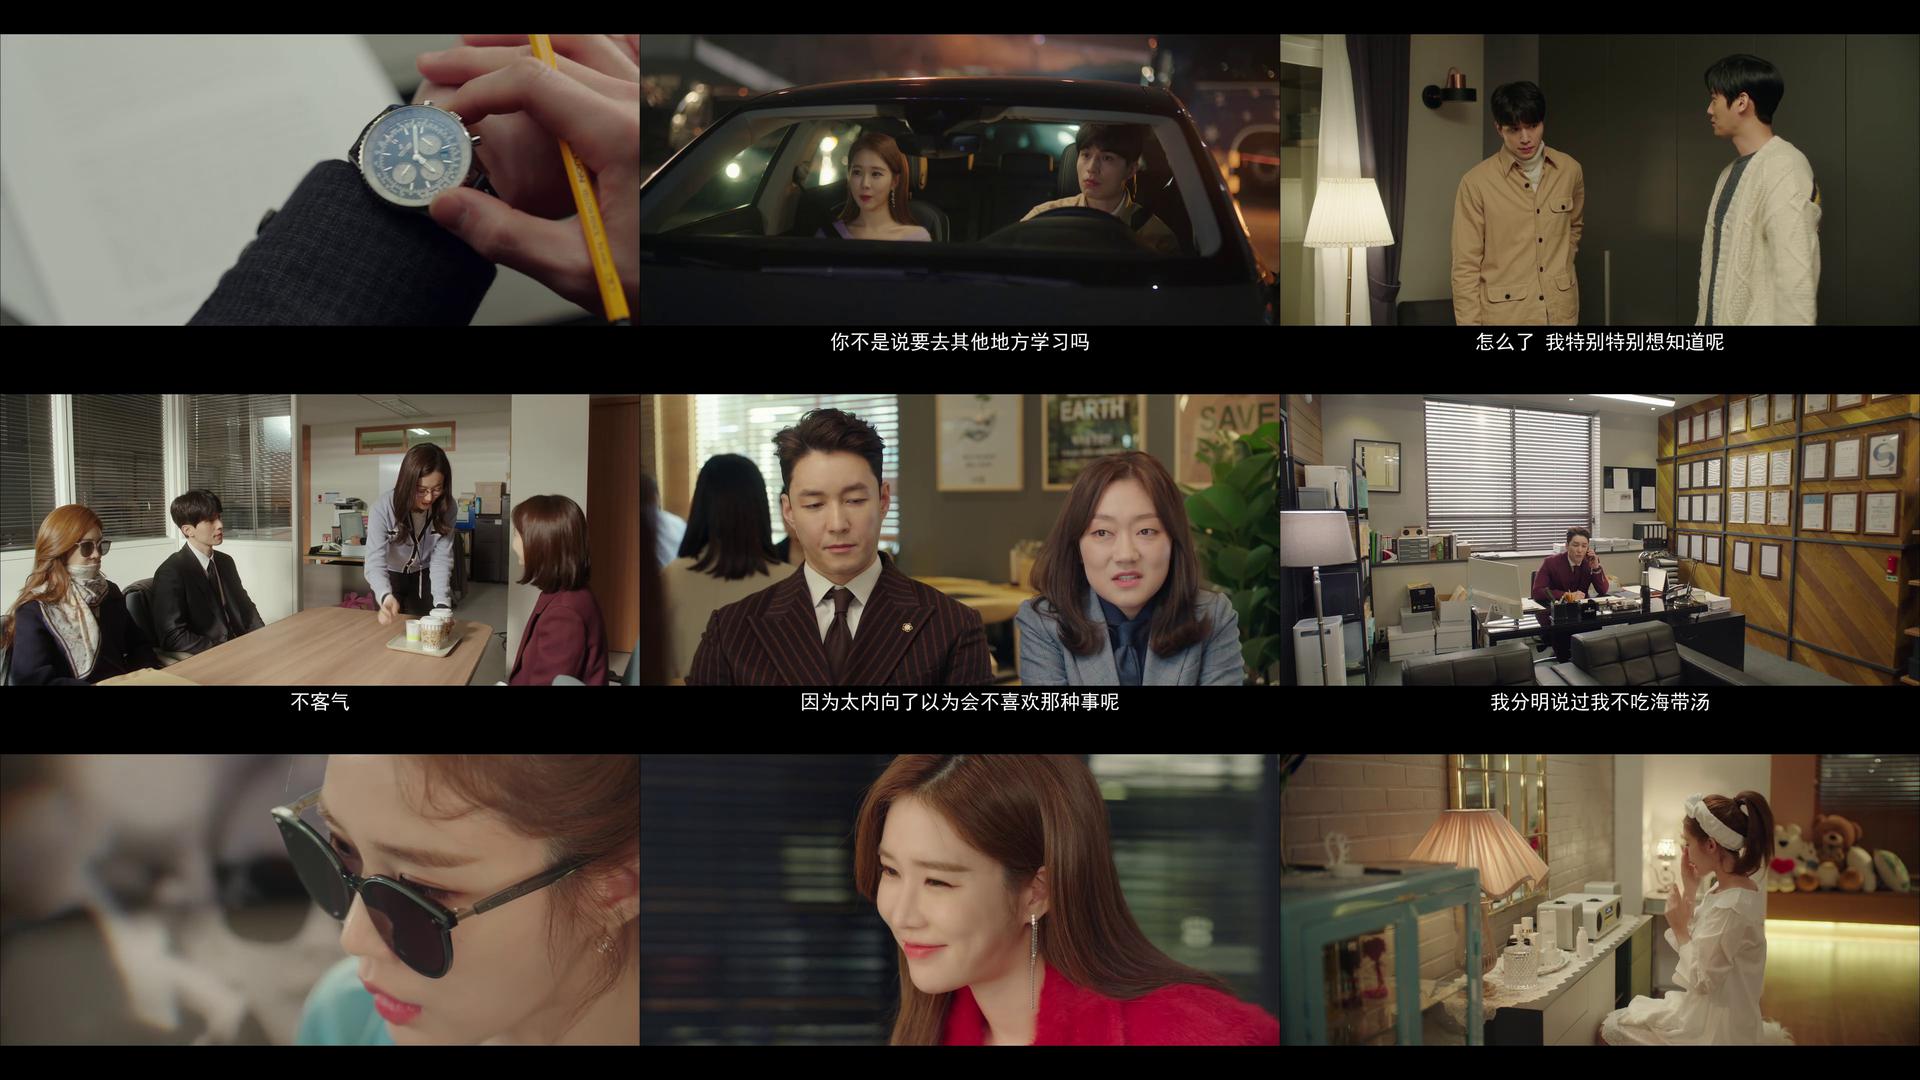 你不是说要去其他地方学习吗
怎么了 我特别特别想知道呢
EARTH
SAVE
不客气
因为太内向了以为会不喜欢那种事呢
我分明说过我不吃海带汤